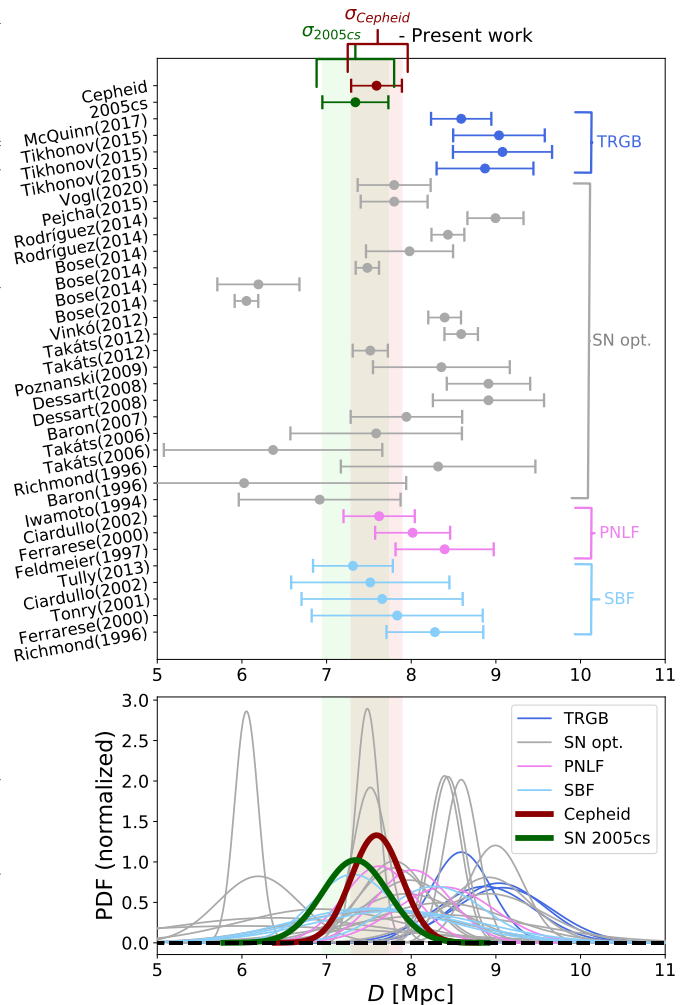 σCepheid
σ2005cs
- Present work
Cepheid
2005cs
McQuinn(2017)
Tikhonov(2015)
Tikhonov(2015)
Tikhonov(2015)
TRGB
Vogl(2020)
Pejcha(2015)
Rodríguez(2014)
Rodríguez(2014)
Bose(2014)
Bose(2014)
Bose(2014)
Bose(2014)
Vinkó(2012)
Takáts(2012)
Takáts(2012)
SN opt.
Poznanski(2009)
Dessart(2008)
Dessart(2008)
Baron(2007)
Takáts(2006)
Takáts(2006)
Richmond(1996)
Baron(1996)
Iwamoto(1994)
Ciardullo(2002)
Ferrarese(2000)
PNLF
Feldmeier(1997)
Tully(2013)
Ciardullo(2002)
SBF
Tonry(2001)
Ferrarese(2000)
Richmond(1996)
5 6 7 8 9 10 11
PDF (normalized)
3.0
2.5
2.0
1.5
1.0
0.5
0.0
TRGB
SN opt.
PNLF
SBF
Cepheid
SN 2005cs
5 6 7 8 9 10 11
D [Mpc]